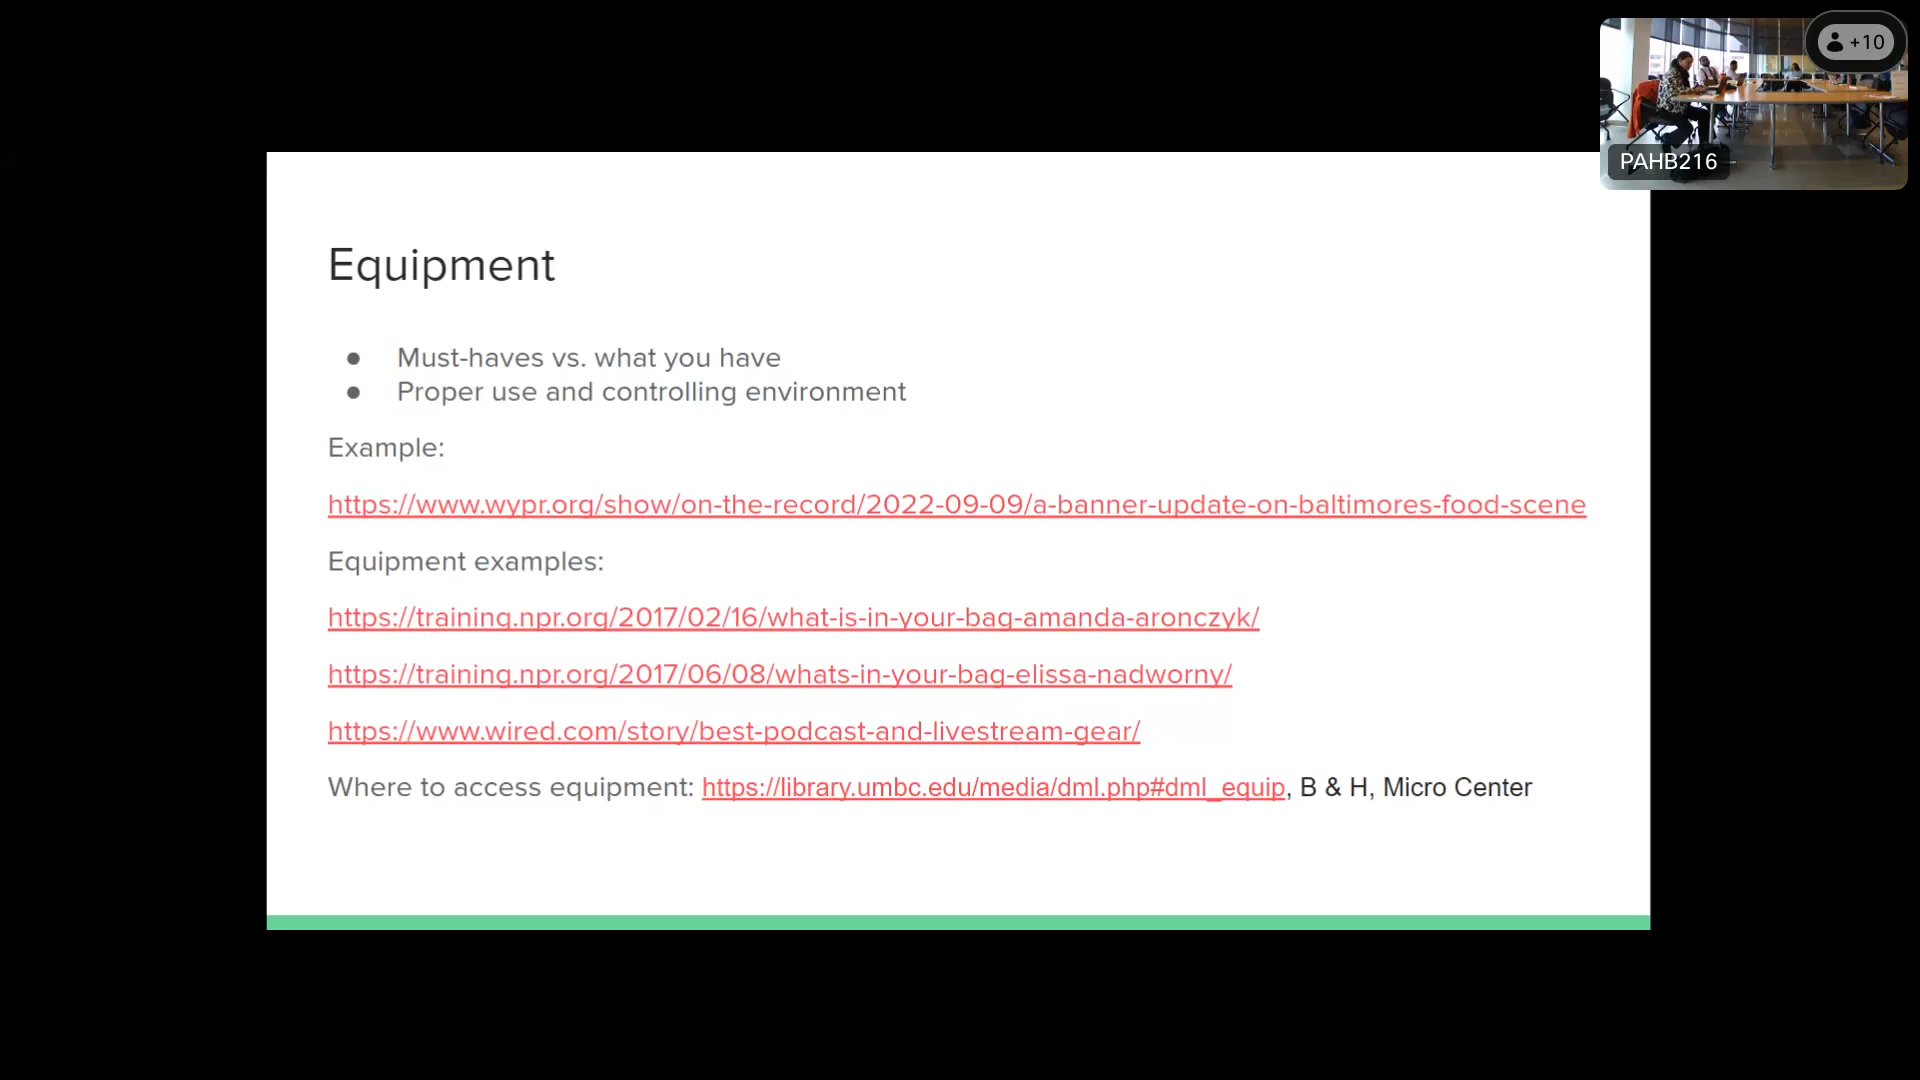 +10
PAHB216
Equipment
● Must-haves vs. what you have
● Proper use and controlling environment
Example:
https://www.wypr.org/show/on-the-record/2022-09-09/a-banner-update-on-baltimores-food-scene
Equipment examples:
https://training.npr.org/2017/02/16/what-is-in-your-bag-amanda-aronczyk/
https://training.npr.org/2017/06/08/whats-in-your-bag-elissa-nadworny/
https://www.wired.com/story/best-podcast-and-livestream-gear/
Where to access equipment: https://library.umbc.edu/media/dml.php#dml_equip, B & H, Micro Center